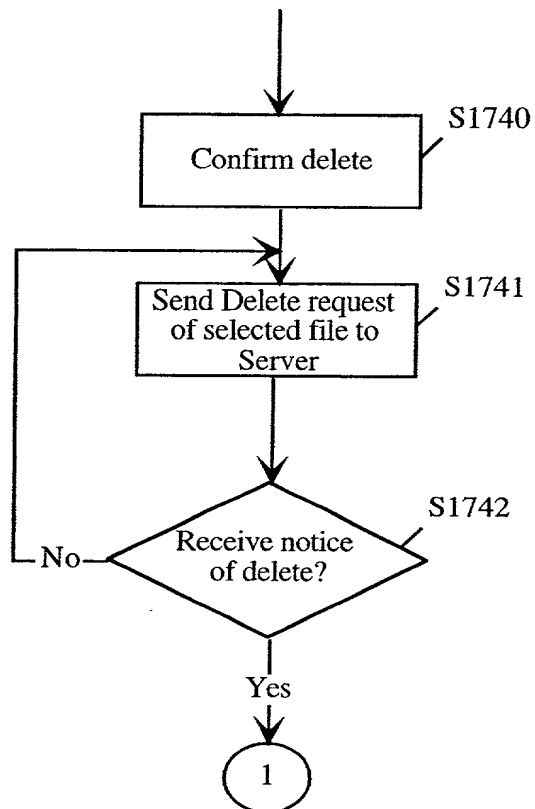 S1740
Confirm delete
S1741
Send Delete request
of selected file to
Server
S1742
Receive notice
of delete?
No
Yes
1